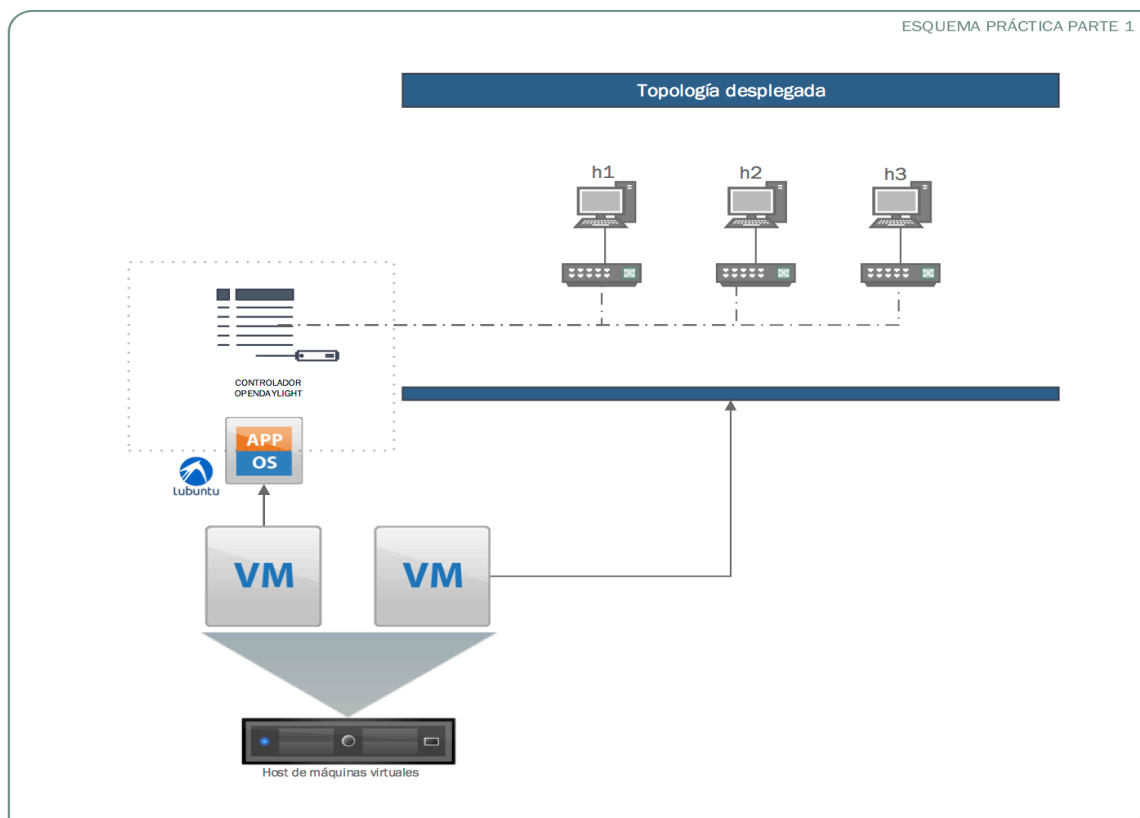 ESQUEMA PRÁCTICA PARTE 1
Topología desplegada
h1
h2
h3
CONTROLADOR
OPENDAYLIGHT
APP
OS
lubuntu
VM
VM
Host de máquinas virtuales